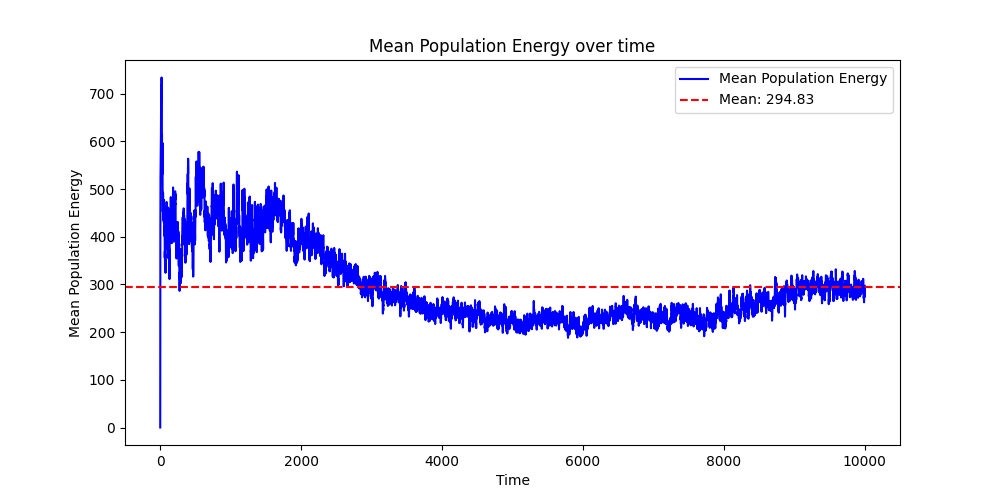 Mean Population Energy over time
Mean Population Energy
Mean: 294.83
700
600
500
400
300
200
100
0
Mean Population Energy
0 2000 4000 6000 8000 10000
Time